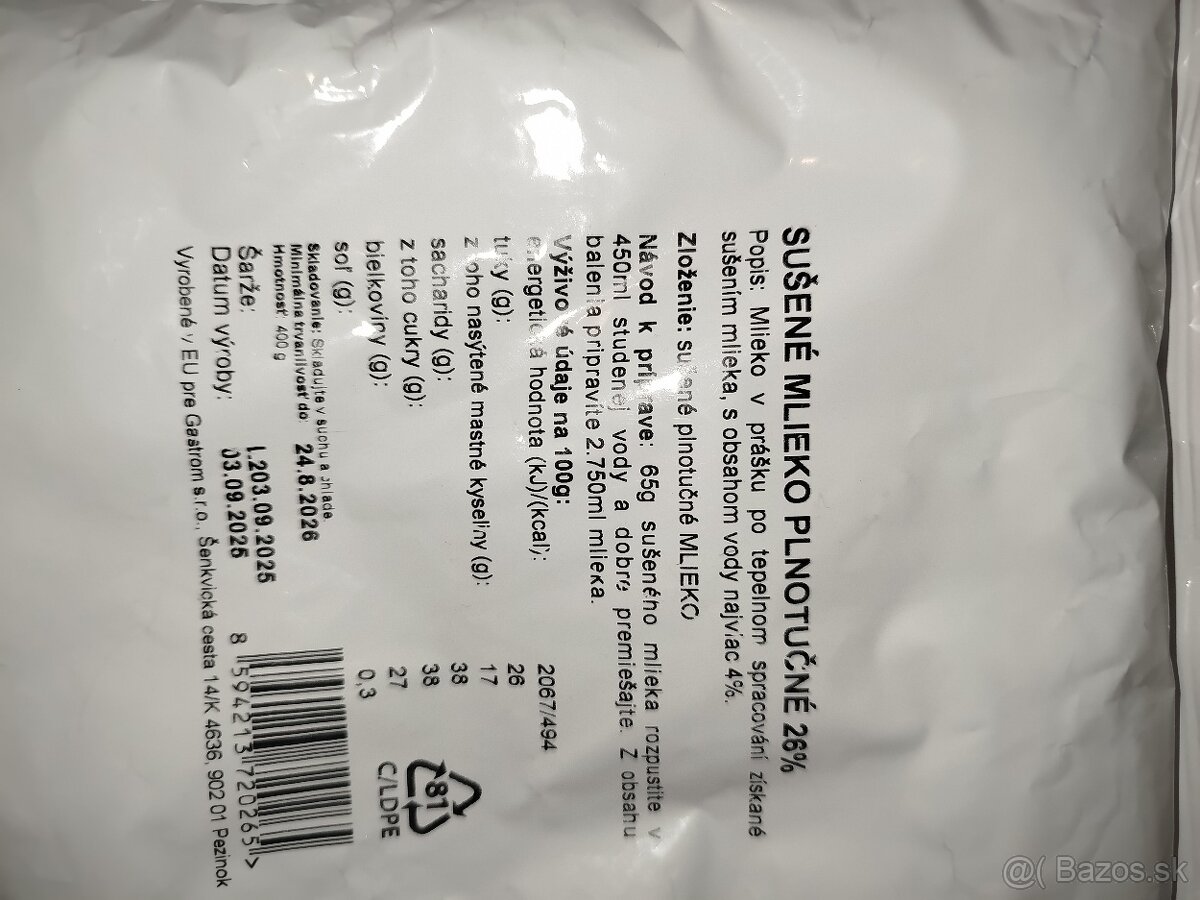 SUŠENÉ MLIEKO PLNOTUČNÉ 26%
Popis: Mlieko v prášku po tepelnom spracování získané
sušením mlieka, s obsahom vody najviac 4%.
Zloženie: sušené plnotučné MLIEKO
Návod k príprave: 65g sušeného mlieka rozpustite v
450ml studenej vody a dobre premiešajte. Z obsahu
balenia pripravíte 2.750ml mlieka.
Výživové údaje na 100g:
energetická hodnota (kJ)/(kcal): 2067/494
tuky (g): 26
z toho nasýtené mastné kyseliny (g): 17
sacharidy (g): 38
z toho cukry (g): 38
bielkoviny (g): 27
soľ (g): 0,3
Skladovanie: Skladujte v suchu a chlade
Minimálna trvanlivosť do: 24.8.2026
Hmotnosť: 400 g
Šarže: L203.09.2025
Datum výroby: 03.09.2025
Vyrobené v EU pre Gastrom s.r.o., Šenkvická cesta 14/K 4636, 902 01 Pezinok
81
C/LDPE
8 594213 720265 >
@( Bazos.sk